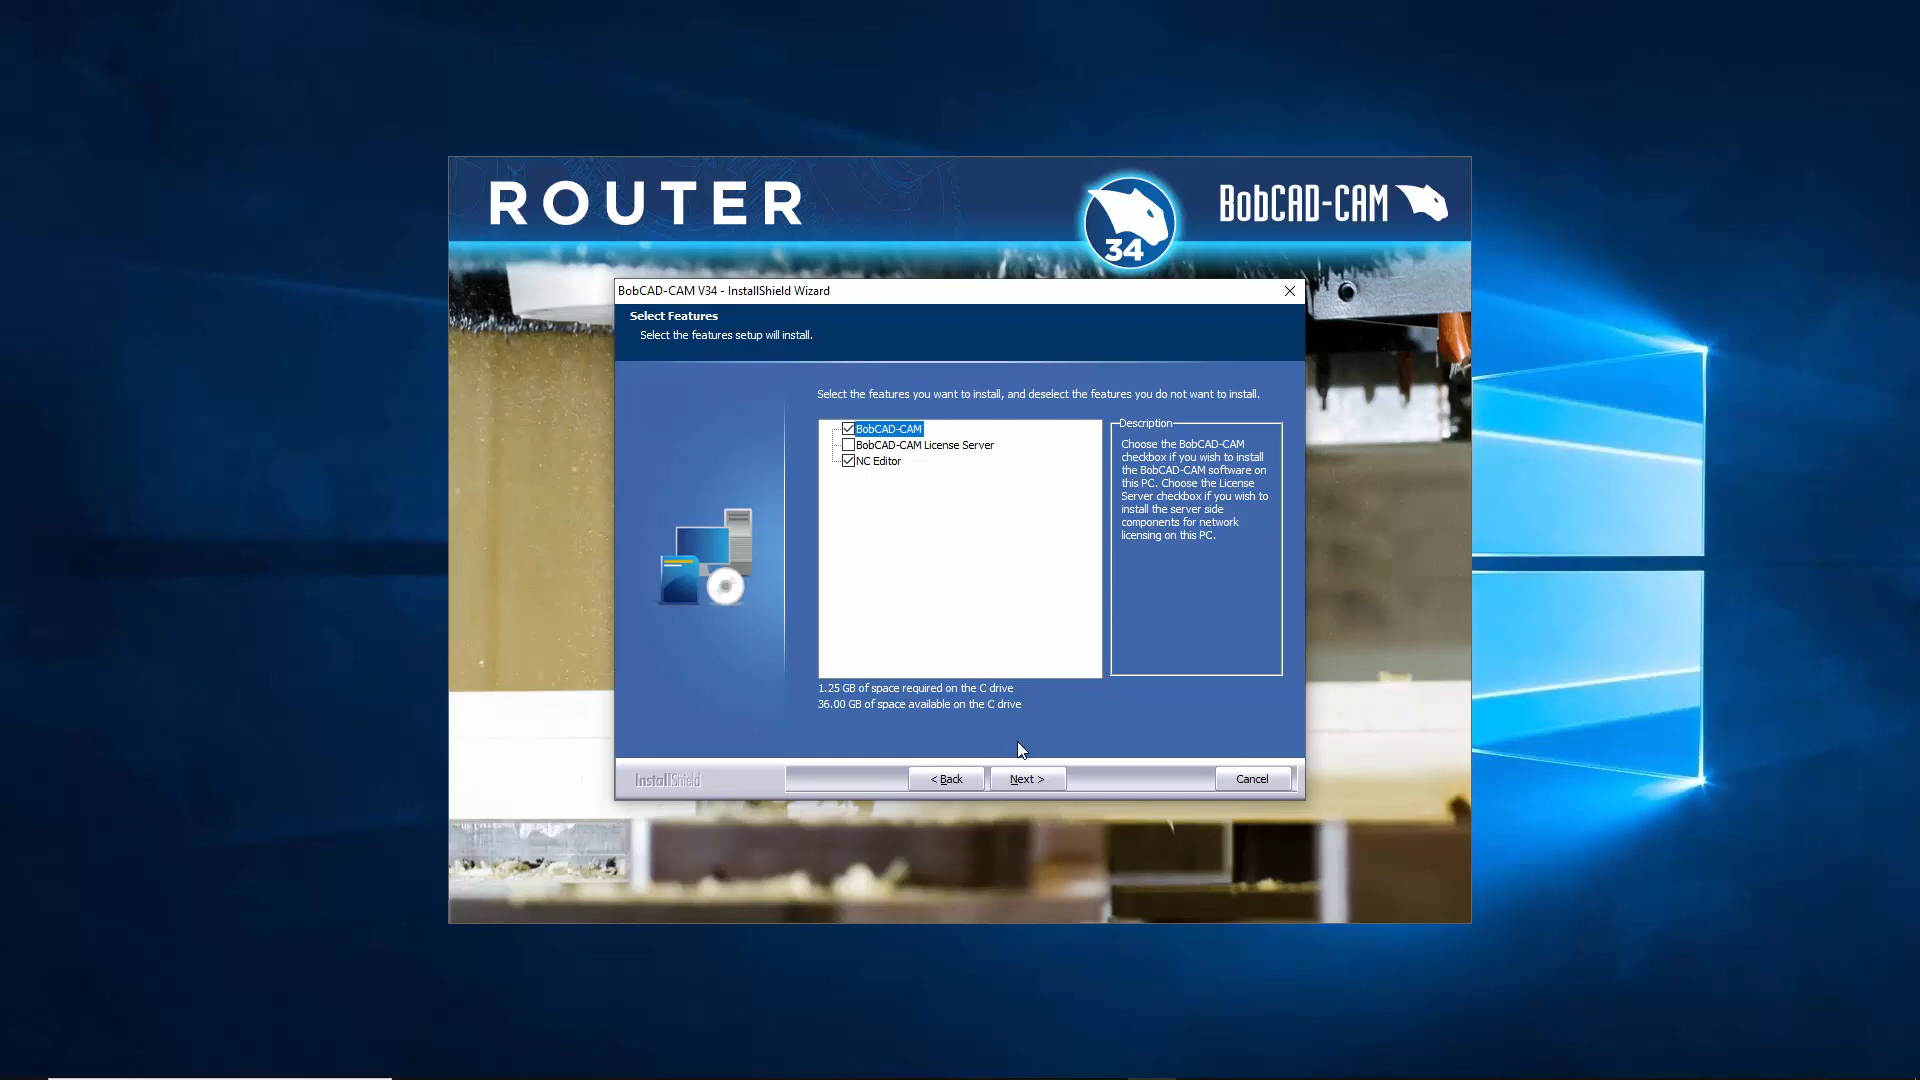 ROUTER
34
BobCAD-CAM
BobCAD-CAM V34 - InstallShield Wizard
Select Features
Select the features setup will install.
Select the features you want to install, and deselect the features you do not want to install.
BobCAD-CAM
BobCAD-CAM License Server
NC Editor
Description
Choose the BobCAD-CAM
checkbox if you wish to install
the BobCAD-CAM software on
this PC. Choose the License
Server checkbox if you wish to
install the server side
components for network
licensing on this PC.
1.25 GB of space required on the C drive
36.00 GB of space available on the C drive
InstallShield
< Back
Next >
Cancel